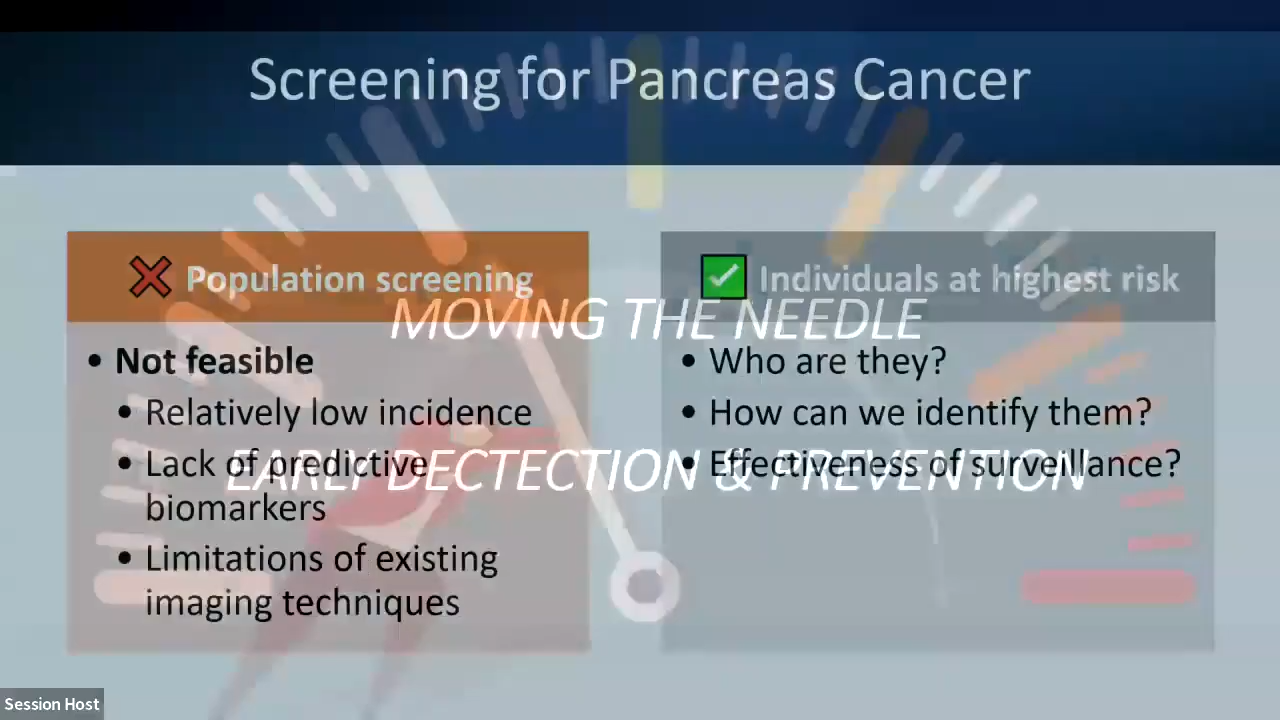 Screening for Pancreas Cancer
❌ Population screening
• Not feasible
• Relatively low incidence
• Lack of predictive
biomarkers
• Limitations of existing
imaging techniques
✅ Individuals at highest risk
• Who are they?
• How can we identify them?
• Effectiveness of surveillance?
MOVING THE NEEDLE
EARLY DECTECTION & PREVENTION
Session Host